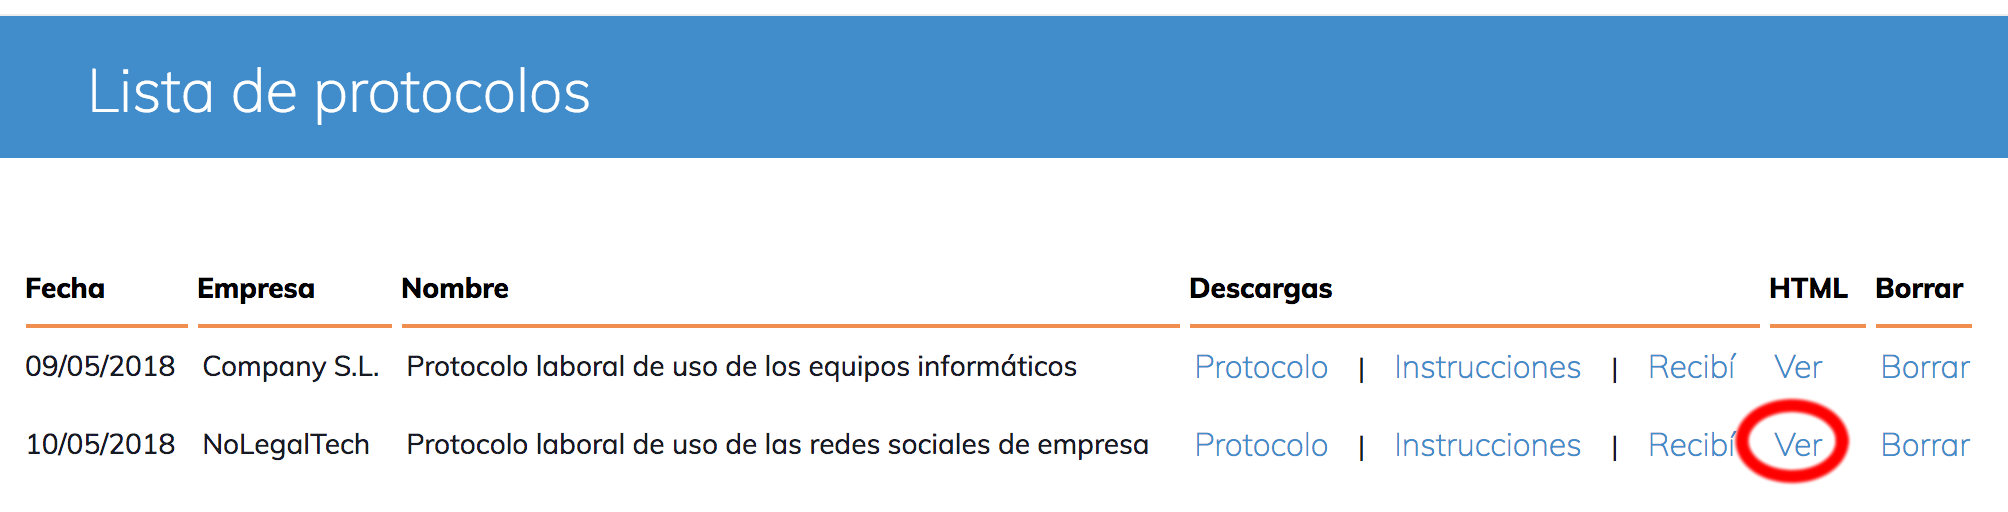 Lista de protocolos
Fecha Empresa Nombre Descargas HTML Borrar
09/05/2018 Company S.L. Protocolo laboral de uso de los equipos informáticos Protocolo | Instrucciones | Recibí Ver Borrar
10/05/2018 NoLegalTech Protocolo laboral de uso de las redes sociales de empresa Protocolo | Instrucciones | Recibí Ver Borrar